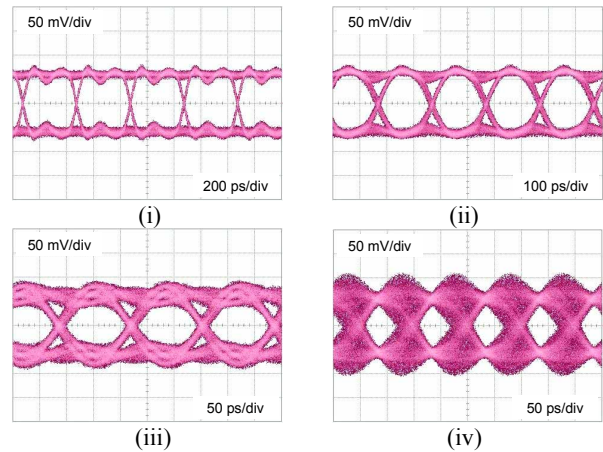 50 mV/div
200 ps/div
(i)
50 mV/div
100 ps/div
(ii)
50 mV/div
50 ps/div
(iii)
50 mV/div
50 ps/div
(iv)